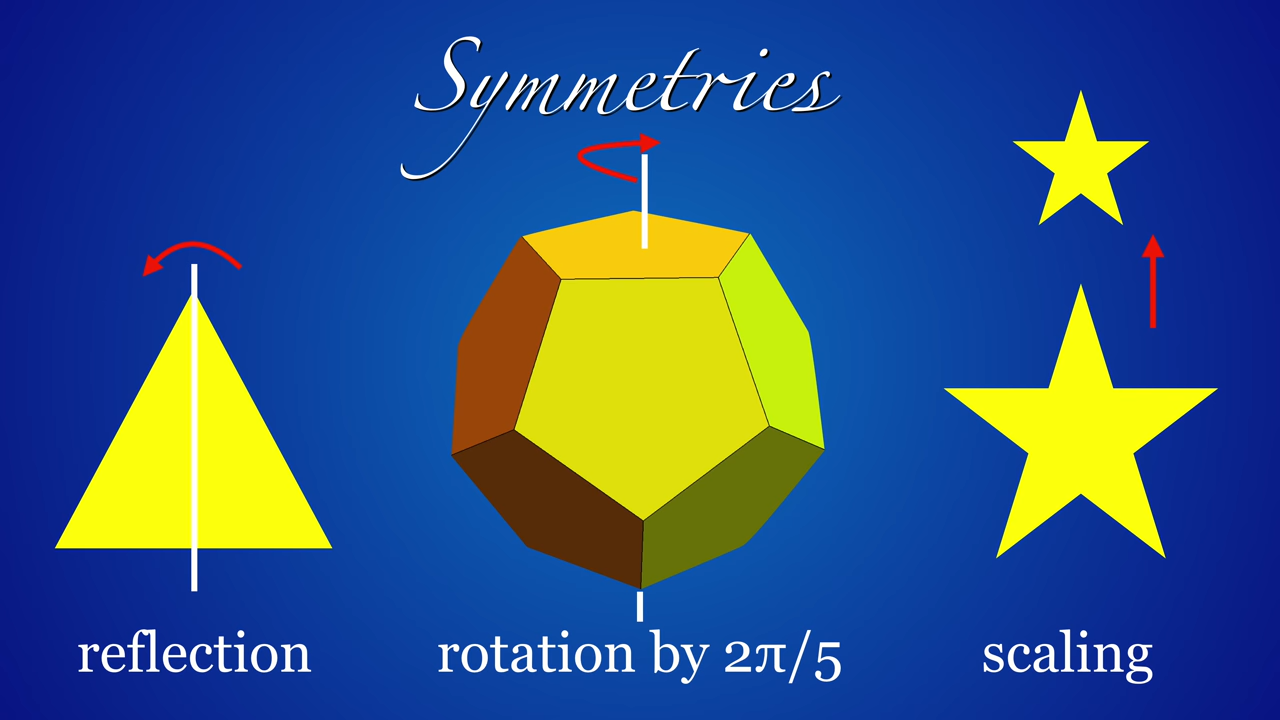 Symmetries
reflection
rotation by 2π/5
scaling